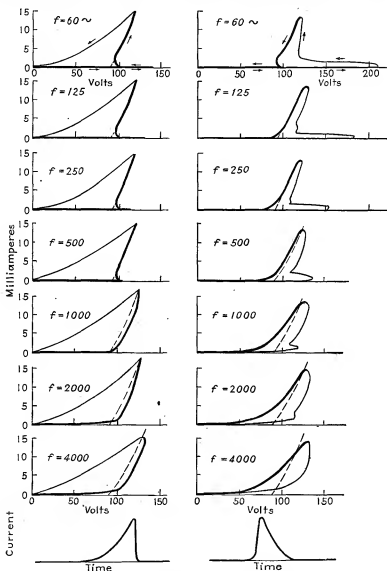 f = 60 ~
15
10
5
0
0 50 100 150
Volts
f = 60 ~
0 50 100 150 200
Volts
f = 125
15
10
5
0
f = 125
f = 250
15
10
5
0
f = 250
Milliamperes
f = 500
15
10
5
0
f = 500
f = 1000
15
10
5
0
f = 1000
f = 2000
15
10
5
0
f = 2000
f = 4000
15
10
5
0
0 50 100 150
Volts
f = 4000
0 50 100 150 200
Volts
Current
Time
Time